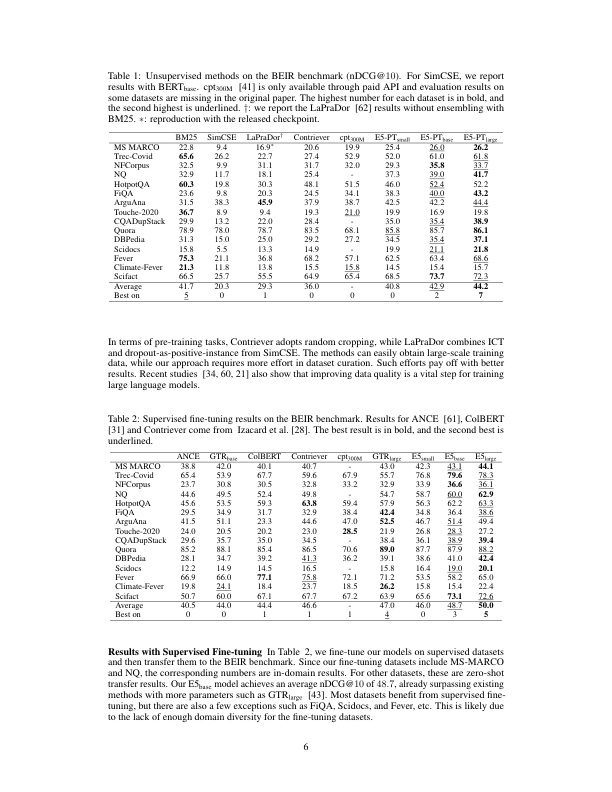 Table 1: Unsupervised methods on the BEIR benchmark (nDCG@10). For SimCSE, we report
results with BERTbase. cpt300M [41] is only available through paid API and evaluation results on
some datasets are missing in the original paper. The highest number for each dataset is in bold, and
the second highest is underlined. †: we report the LaPraDor [62] results without ensembling with
BM25. ∗: reproduction with the released checkpoint.
BM25 SimCSE LaPraDor† Contriever cpt300M E5-PTsmall E5-PTbase E5-PTlarge
MS MARCO 22.8 9.4 16.9* 20.6 19.9 25.4 26.0 26.2
Trec-Covid 65.6 26.2 22.7 27.4 52.9 52.0 61.0 61.8
NFCorpus 32.5 9.9 31.1 31.7 32.0 29.3 35.8 33.7
NQ 32.9 11.7 18.1 25.4 - 37.3 39.0 41.7
HotpotQA 60.3 19.8 30.3 48.1 51.5 46.0 52.4 52.2
FiQA 23.6 9.8 20.3 24.5 34.1 38.3 40.0 43.2
ArguAna 31.5 38.3 45.9 37.9 38.7 42.5 42.2 44.4
Touche-2020 36.7 8.9 9.4 19.3 21.0 19.9 16.9 19.8
CQADupStack 29.9 13.2 22.0 28.4 - 35.0 35.4 38.9
Quora 78.9 78.0 78.7 83.5 68.1 85.8 85.7 86.1
DBPedia 31.3 15.0 25.0 29.2 27.2 34.5 35.4 37.1
Scidocs 15.8 5.5 13.3 14.9 - 19.9 21.1 21.8
Fever 75.3 21.1 36.8 68.2 57.1 62.5 63.4 68.6
Climate-Fever 21.3 11.8 13.8 15.5 15.8 14.5 15.4 15.7
Scifact 66.5 25.7 55.5 64.9 65.4 68.5 73.7 72.3
Average 41.7 20.3 29.3 36.0 - 40.8 42.9 44.2
Best on 5 0 1 0 0 0 2 7
In terms of pre-training tasks, Contriever adopts random cropping, while LaPraDor combines ICT
and dropout-as-positive-instance from SimCSE. The methods can easily obtain large-scale training
data, while our approach requires more effort in dataset curation. Such efforts pay off with better
results. Recent studies [34, 60, 21] also show that improving data quality is a vital step for training
large language models.
Table 2: Supervised fine-tuning results on the BEIR benchmark. Results for ANCE [61], ColBERT
[31] and Contriever come from Izacard et al. [28]. The best result is in bold, and the second best is
underlined.
ANCE GTRbase ColBERT Contriever cpt300M GTRlarge E5small E5base E5large
MS MARCO 38.8 42.0 40.1 40.7 - 43.0 42.3 43.1 44.1
Trec-Covid 65.4 53.9 67.7 59.6 67.9 55.7 76.8 79.6 78.3
NFCorpus 23.7 30.8 30.5 32.8 33.2 32.9 33.9 36.6 36.1
NQ 44.6 49.5 52.4 49.8 - 54.7 58.7 60.0 62.9
HotpotQA 45.6 53.5 59.3 63.8 59.4 57.9 56.3 62.2 63.3
FiQA 29.5 34.9 31.7 32.9 38.4 42.4 34.8 36.4 38.6
ArguAna 41.5 51.1 23.3 44.6 47.0 52.5 46.7 51.4 49.4
Touche-2020 24.0 20.5 20.2 23.0 28.5 21.9 26.8 28.3 27.2
CQADupStack 29.6 35.7 35.0 34.5 - 38.4 36.1 38.9 39.4
Quora 85.2 88.1 85.4 86.5 70.6 89.0 87.7 87.9 88.2
DBPedia 28.1 34.7 39.2 41.3 36.2 39.1 38.6 41.0 42.4
Scidocs 12.2 14.9 14.5 16.5 - 15.8 16.4 19.0 20.1
Fever 66.9 66.0 77.1 75.8 72.1 71.2 53.5 58.2 65.0
Climate-Fever 19.8 24.1 18.4 23.7 18.5 26.2 15.8 15.4 22.4
Scifact 50.7 60.0 67.1 67.7 67.2 63.9 65.6 73.1 72.6
Average 40.5 44.0 44.4 46.6 - 47.0 46.0 48.7 50.0
Best on 0 0 1 1 1 4 0 3 5
Results with Supervised Fine-tuning In Table 2, we fine-tune our models on supervised datasets
and then transfer them to the BEIR benchmark. Since our fine-tuning datasets include MS-MARCO
and NQ, the corresponding numbers are in-domain results. For other datasets, these are zero-shot
transfer results. Our E5base model achieves an average nDCG@10 of 48.7, already surpassing existing
methods with more parameters such as GTRlarge [43]. Most datasets benefit from supervised fine-
tuning, but there are also a few exceptions such as FiQA, Scidocs, and Fever, etc. This is likely due
to the lack of enough domain diversity for the fine-tuning datasets.
6